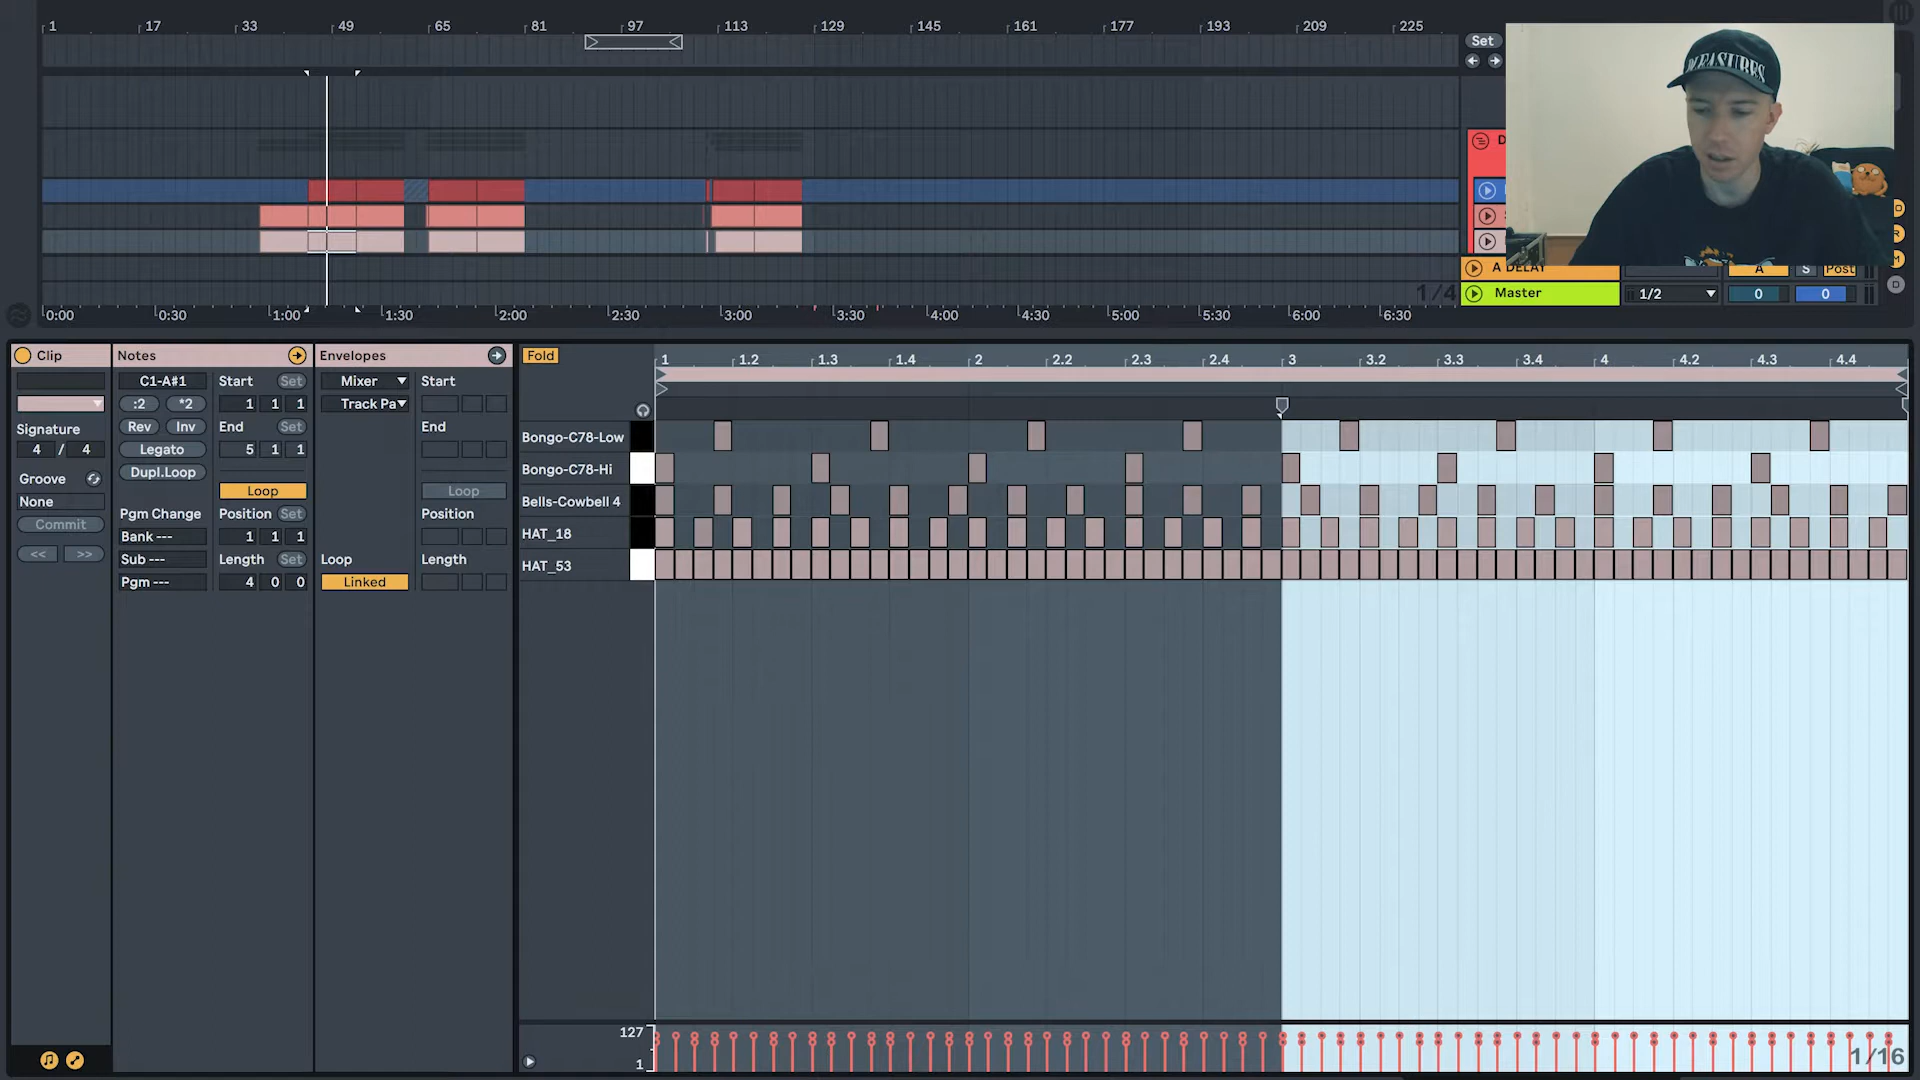 1 17 33 49 65 81 97 113 129 145 161 177 193 209 225
Set
PLEASURES
D
A DELAY A S Post
1/4 Master 1/2 0 0
0:00 0:30 1:00 1:30 2:00 2:30 3:00 3:30 4:00 4:30 5:00 5:30 6:00 6:30
R
M
D
Clip
Signature
4 / 4
Groove
None
Commit
<< >>
Notes
C1-A#1
:2 *2
Rev Inv
Legato
Dupl.Loop
Pgm Change
Bank ---
Sub ---
Pgm ---
Start Set
1 1 1
End Set
5 1 1
Loop
Position Set
1 1 1
Length Set
4 0 0
Envelopes
Mixer
Track Pa
Loop
Linked
Start
End
Loop
Position
Length
Fold
1 1.2 1.3 1.4 2 2.2 2.3 2.4 3 3.2 3.3 3.4 4 4.2 4.3 4.4
Bongo-C78-Low
Bongo-C78-Hi
Bells-Cowbell 4
HAT_18
HAT_53
127
1
1/16